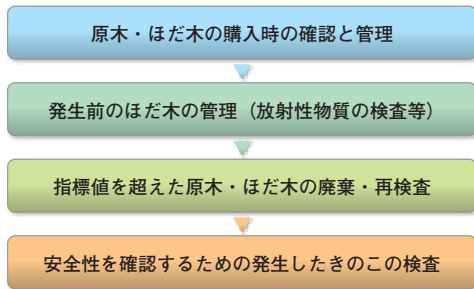 原木・ほだ木の購入時の確認と管理
発生前のほだ木の管理（放射性物質の検査等）
指標値を超えた原木・ほだ木の廃棄・再検査
安全性を確認するための発生したきのこの検査